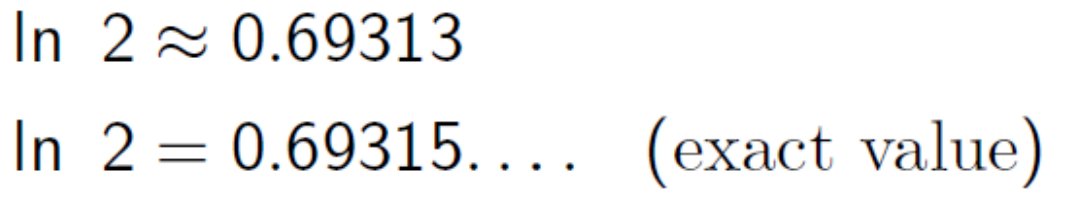 ln 2 ≈ 0.69313
ln 2 = 0.69315.... (exact value)